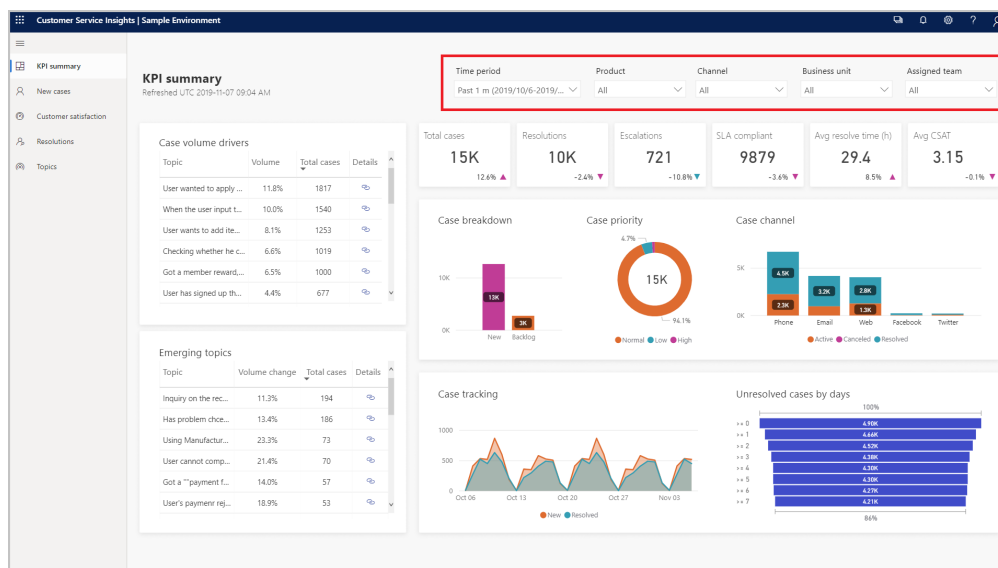 Customer Service Insights | Sample Environment
KPI summary
New cases
Customer satisfaction
Resolutions
Topics
KPI summary
Refreshed UTC 2019-11-07 09:04 AM
Time period Product Channel Business unit Assigned team
Past 1 m (2019/10/6-2019/... All All All All
Case volume drivers
Topic Volume Total cases Details
User wanted to apply ... 11.8% 1817
When the user input t... 10.0% 1540
User wants to add ite... 8.1% 1253
Checking whether he c... 6.6% 1019
Got a member reward,... 6.5% 1000
User has signed up th... 4.4% 677
Emerging topics
Topic Volume change Total cases Details
Inquiry on the rec... 11.3% 194
Has problem chce... 13.4% 186
Using Manufactur... 23.3% 73
User cannot comp... 21.4% 70
Got a ""payment f... 14.0% 57
User's paymenr rej... 18.9% 53
Total cases Resolutions Escalations SLA compliant Avg resolve time (h) Avg CSAT
15K 10K 721 9879 29.4 3.15
12.6% -2.4% -10.8% -3.6% 8.5% -0.1%
Case breakdown
10K
13K
3K
0K
New Backlog
Case priority
4.7%
15K
94.1%
Normal Low High
Case channel
5K
4.5K
3.2K 2.8K
2.3K 1.3K
0K
Phone Email Web Facebook Twitter
Active Canceled Resolved
Case tracking
1000
500
0
Oct 06 Oct 13 Oct 20 Oct 27 Nov 03
New Resolved
Unresolved cases by days
100%
>= 0 4.90K
>= 1 4.66K
>= 2 4.52K
>= 3 4.38K
>= 4 4.30K
>= 5 4.30K
>= 6 4.27K
>= 7 4.21K
86%